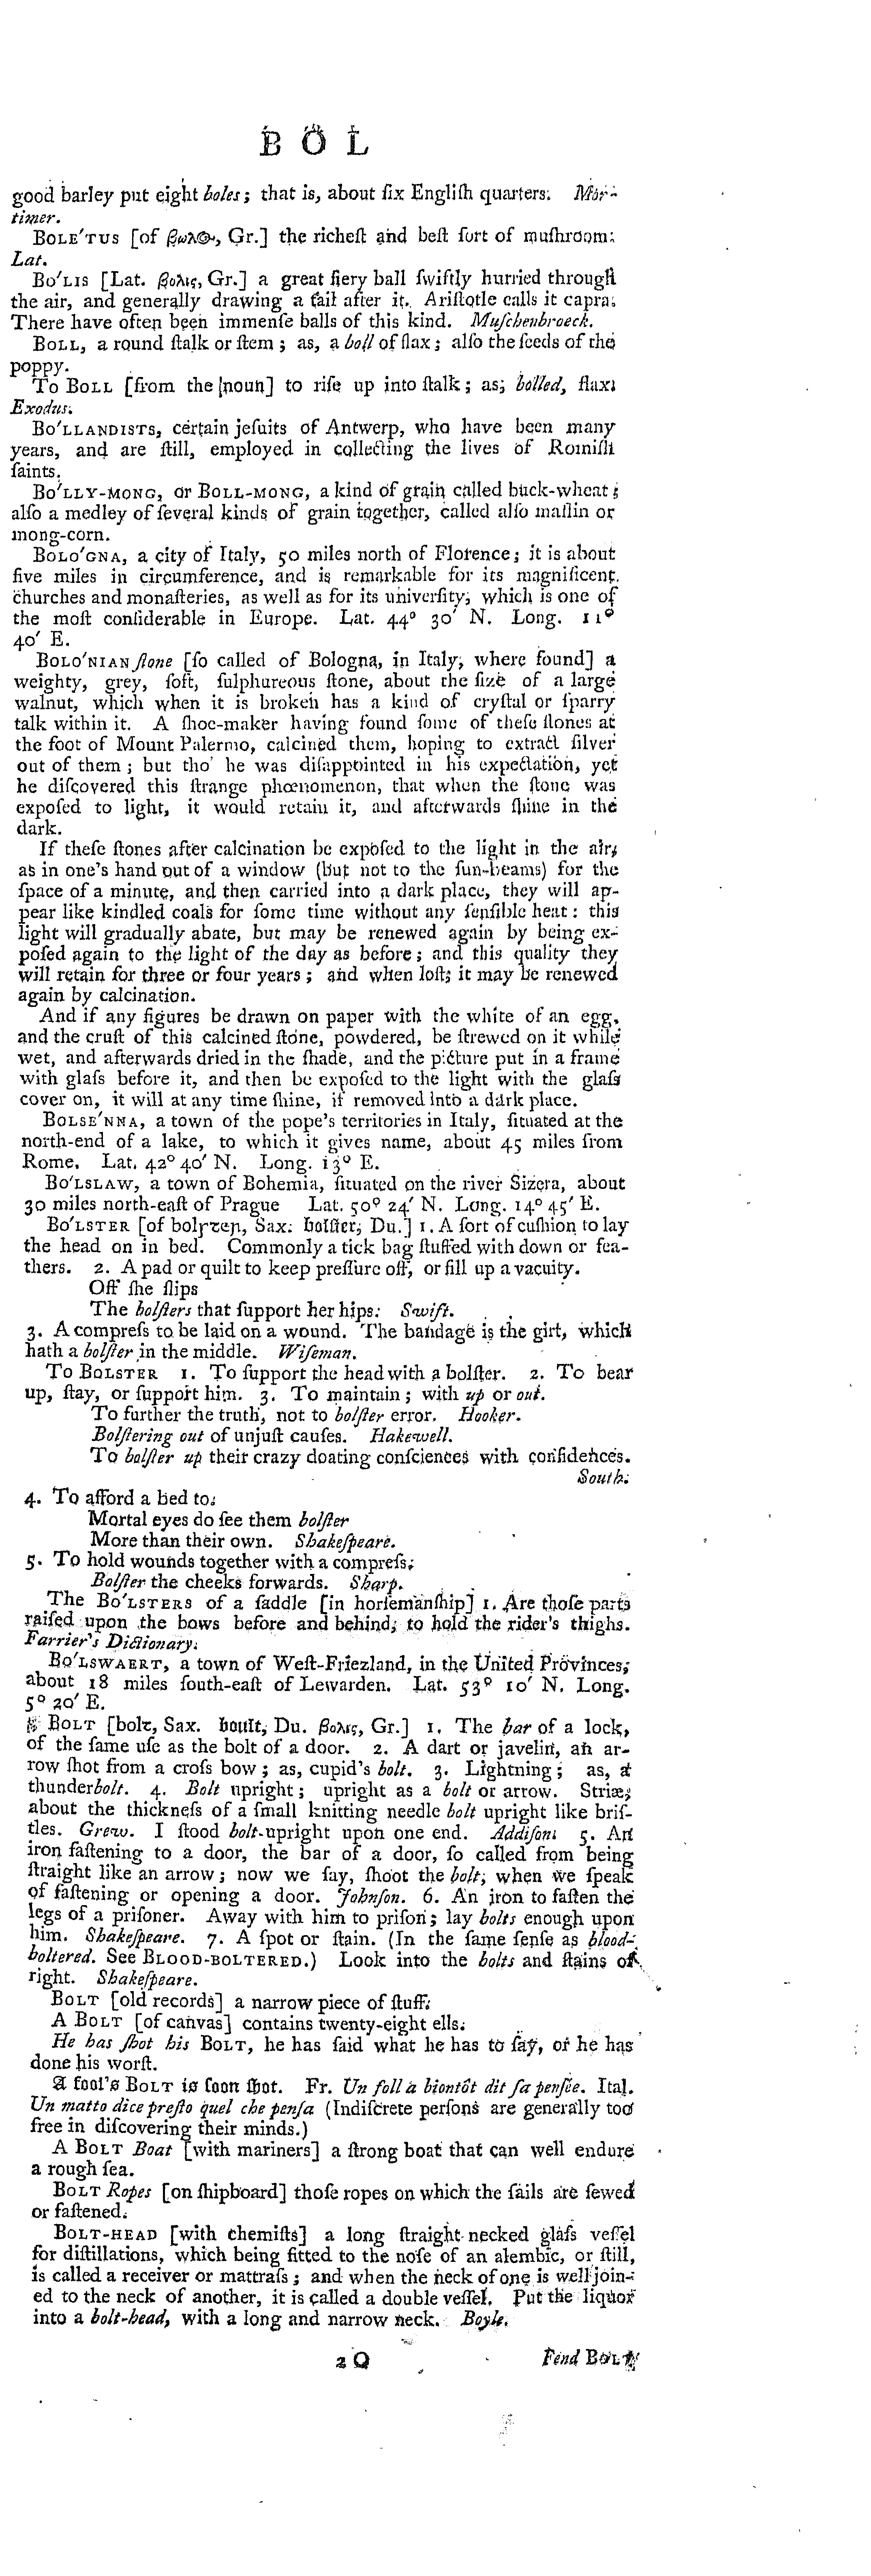 B O L
good barley put eight boles; that is, about ſix Engliſh quarters. Mor-
timer.
BOLE'TUS [of βωλος, Gr.] the richeſt and beſt ſort of muſhroom.
Lat.
BO'LIS [Lat. βολις, Gr.] a great fiery ball ſwiftly hurried through
the air, and generally drawing a tail after it. Ariſtotle calls it capra.
There have often been immenſe balls of this kind. Muſchenbroeck.
BOLL, a round ſtalk or ſtem; as, a boll of flax; alſo the ſeeds of the
poppy.
To BOLL [from the noun] to riſe up into ſtalk; as, bolled, flax.
Exodus.
BO'LLANDISTS, certain jeſuits of Antwerp, who have been many
years, and are ſtill, employed in collecting the lives of Romiſh
ſaints.
BO'LLY-MONG, or BOLL-MONG, a kind of grain called buck-wheat;
alſo a medley of ſeveral kinds of grain together, called alſo maſlin or
mong-corn.
BOLO'GNA, a city of Italy, 50 miles north of Florence; it is about
five miles in circumference, and is remarkable for its magnificent
churches and monaſteries, as well as for its univerſity, which is one of
the moſt conſiderable in Europe. Lat. 44° 30′ N. Long. 11°
40′ E.
BOLO'NIAN ſtone [ſo called of Bologna, in Italy, where found] a
weighty, grey, ſoft, ſulphureous ſtone, about the ſize of a large
walnut, which when it is broken has a kind of cryſtal or ſparry
talk within it. A ſhoe-maker having found ſome of theſe ſtones at
the foot of Mount Palermo, calcined them, hoping to extract ſilver
out of them; but tho' he was diſappointed in his expectation, yet
he diſcovered this ſtrange phœnomenon, that when the ſtone was
expoſed to light, it would retain it, and afterwards ſhine in the
dark.
If theſe ſtones after calcination be expoſed to the light in the air,
as in one's hand out of a window (but not to the ſun-beams) for the
ſpace of a minute, and then carried into a dark place, they will ap-
pear like kindled coals for ſome time without any ſenſible heat: this
light will gradually abate, but may be renewed again by being ex-
poſed again to the light of the day as before; and this quality they
will retain for three or four years; and when loſt, it may be renewed
again by calcination.
And if any figures be drawn on paper with the white of an egg,
and the cruſt of this calcined ſtone, powdered, be ſtrewed on it while
wet, and afterwards dried in the ſhade, and the picture put in a frame
with glaſs before it, and then be expoſed to the light with the glaſs
cover on, it will at any time ſhine, if removed into a dark place.
BOLSE'NNA, a town of the pope's territories in Italy, ſituated at the
north-end of a lake, to which it gives name, about 45 miles from
Rome. Lat. 42° 40′ N. Long. 13° E.
BO'LSLAW, a town of Bohemia, ſituated on the river Sizera, about
30 miles north-eaſt of Prague Lat. 50° 24′ N. Long. 14° 45′ E.
BO'LSTER [of bolꞅꞇeꞃ, Sax. bolſter, Du.] 1. A ſort of cuſhion to lay
the head on in bed. Commonly a tick bag ſtuffed with down or fea-
thers. 2. A pad or quilt to keep preſſure off, or fill up a vacuity.
Off ſhe ſlips
The bolſters that ſupport her hips. Swift.
3. A compreſs to be laid on a wound. The bandage is the girt, which
hath a bolſter in the middle. Wiſeman.
To BOLSTER 1. To ſupport the head with a bolſter. 2. To bear
up, ſtay, or ſupport him. 3. To maintain; with up or out.
To further the truth, not to bolſter error. Hooker.
Bolſtering out of unjuſt cauſes. Hakewell.
To bolſter up their crazy doating conſciences with confidences.
South.
4. To afford a bed to.
Mortal eyes do ſee them bolſter
More than their own. Shakeſpeare.
5. To hold wounds together with a compreſs.
Bolſter the cheeks forwards. Sharp.
The BO'LSTERS of a ſaddle [in horſemanſhip] 1. Are thoſe parts
raiſed upon the bows before and behind, to hold the rider's thighs.
Farrier's Dictionary.
BO'LSWAERT, a town of Weſt-Friezland, in the United Provinces,
about 18 miles ſouth-eaſt of Lewarden. Lat. 53° 10′ N. Long.
5° 20′ E.
BOLT [bolꞇ, Sax. boult, Du. βολις, Gr.] 1. The bar of a lock,
of the ſame uſe as the bolt of a door. 2. A dart or javelin, an ar-
row ſhot from a croſs bow; as, cupid's bolt. 3. Lightning; as, a
thunderbolt. 4. Bolt upright; upright as a bolt or arrow. Striæ,
about the thickneſs of a ſmall knitting needle bolt upright like briſ-
tles. Grew. I ſtood bolt-upright upon one end. Addiſon. 5. An
iron faſtening to a door, the bar of a door, ſo called from being
ſtraight like an arrow; now we ſay, ſhoot the bolt, when we ſpeak
of faſtening or opening a door. Johnſon. 6. An iron to faſten the
legs of a priſoner. Away with him to priſon; lay bolts enough upon
him. Shakeſpeare. 7. A ſpot or ſtain. (In the ſame ſenſe as blood-
boltered. See BLOOD-BOLTERED.) Look into the bolts and ſtains of
right. Shakeſpeare.
BOLT [old records] a narrow piece of ſtuff.
A BOLT [of canvas] contains twenty-eight ells.
He has ſhot his BOLT, he has ſaid what he has to ſay, or he has
done his worſt.
A fool's BOLT is ſoon ſhot. Fr. Un foll a biontôt dit ſa penſée. Ital.
Un matto dice preſto quel che penſa (Indiſcrete perſons are generally too
free in diſcovering their minds.)
A BOLT Boat [with mariners] a ſtrong boat that can well endure
a rough ſea.
BOLT Ropes [on ſhipboard] thoſe ropes on which the ſails are ſewed
or faſtened.
BOLT-HEAD [with chemiſts] a long ſtraight necked glaſs veſſel
for diſtillations, which being fitted to the noſe of an alembic, or ſtill,
is called a receiver or mattraſs; and when the neck of one is well join-
ed to the neck of another, it is called a double veſſel. Put the liquor
into a bolt-head, with a long and narrow neck. Boyle.
2 Q Fend BOLT